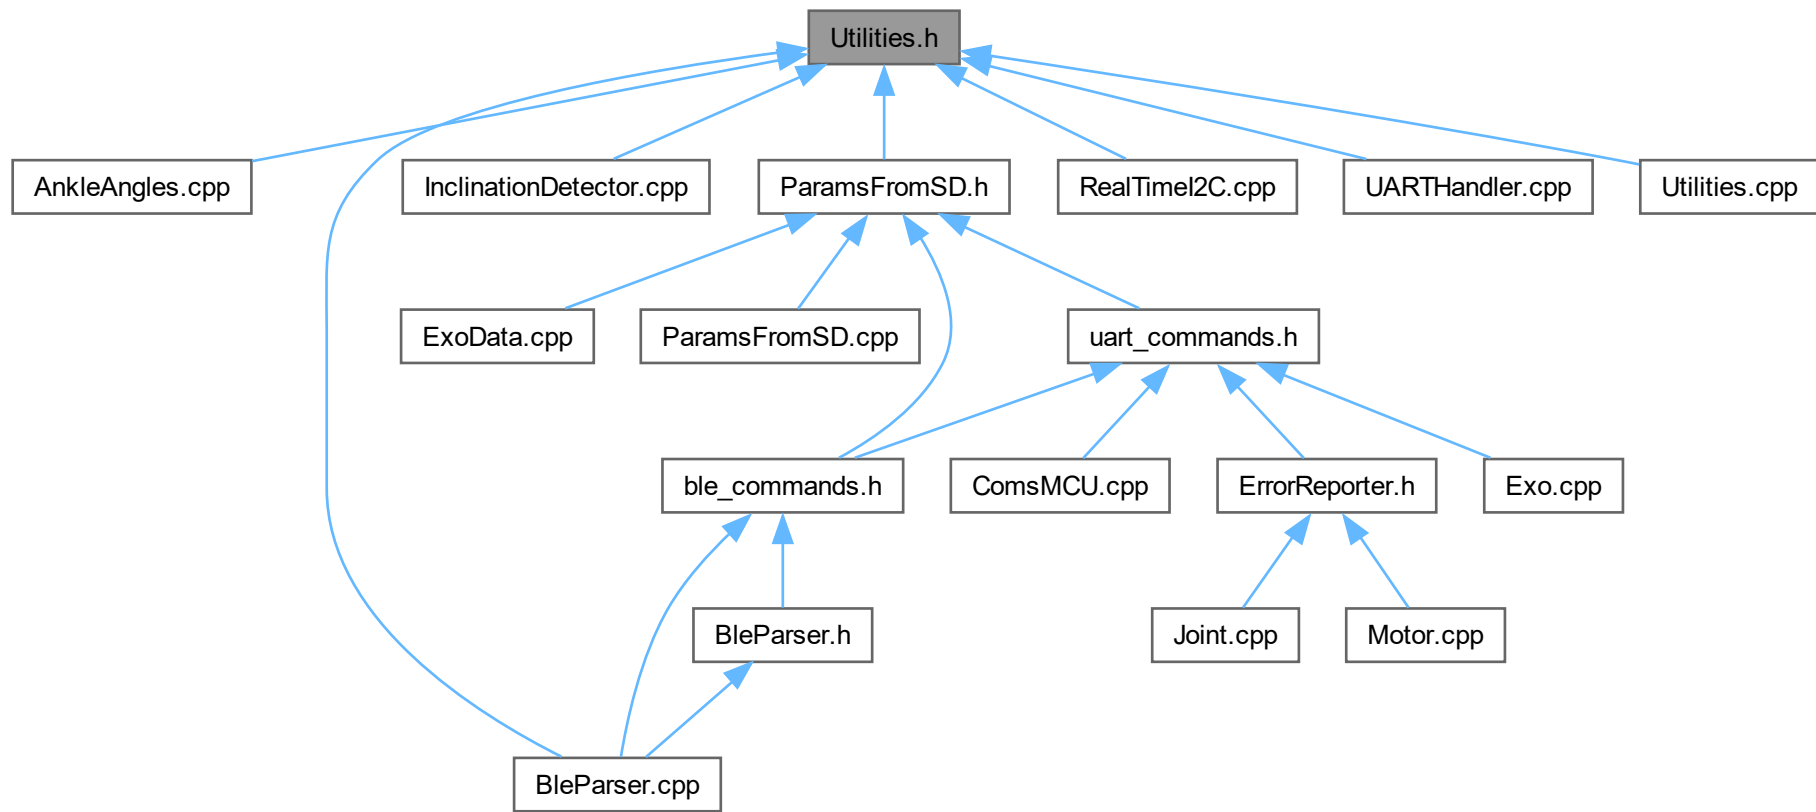 Utilities.h
AnkleAngles.cpp
InclinationDetector.cpp
ParamsFromSD.h
RealTimeI2C.cpp
UARTHandler.cpp
Utilities.cpp
ExoData.cpp
ParamsFromSD.cpp
uart_commands.h
ble_commands.h
ComsMCU.cpp
ErrorReporter.h
Exo.cpp
BleParser.h
Joint.cpp
Motor.cpp
BleParser.cpp